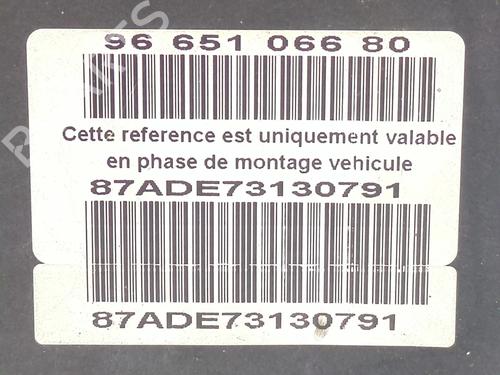 96 651 066 80
Cette reference est uniquement valable
en phase de montage vehicule
87ADE73130791
87ADE73130791